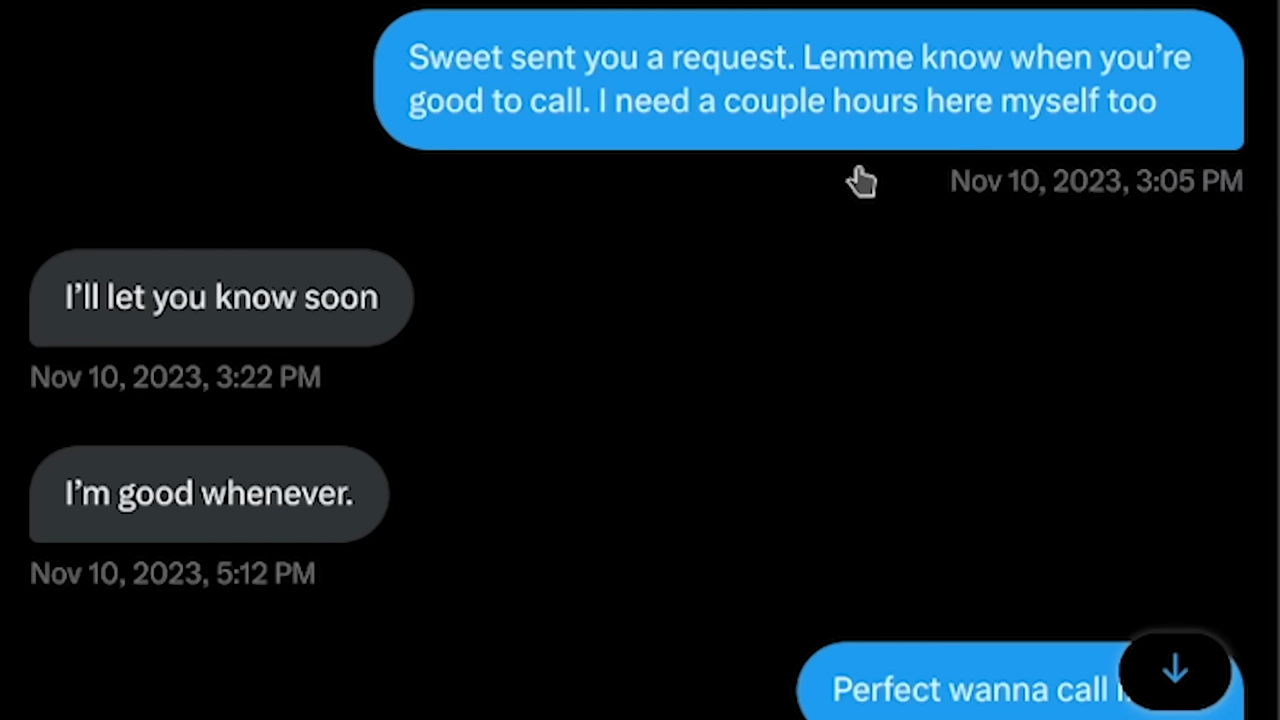 Sweet sent you a request. Lemme know when you’re
good to call. I need a couple hours here myself too
Nov 10, 2023, 3:05 PM
I’ll let you know soon
Nov 10, 2023, 3:22 PM
I’m good whenever.
Nov 10, 2023, 5:12 PM
Perfect wanna call